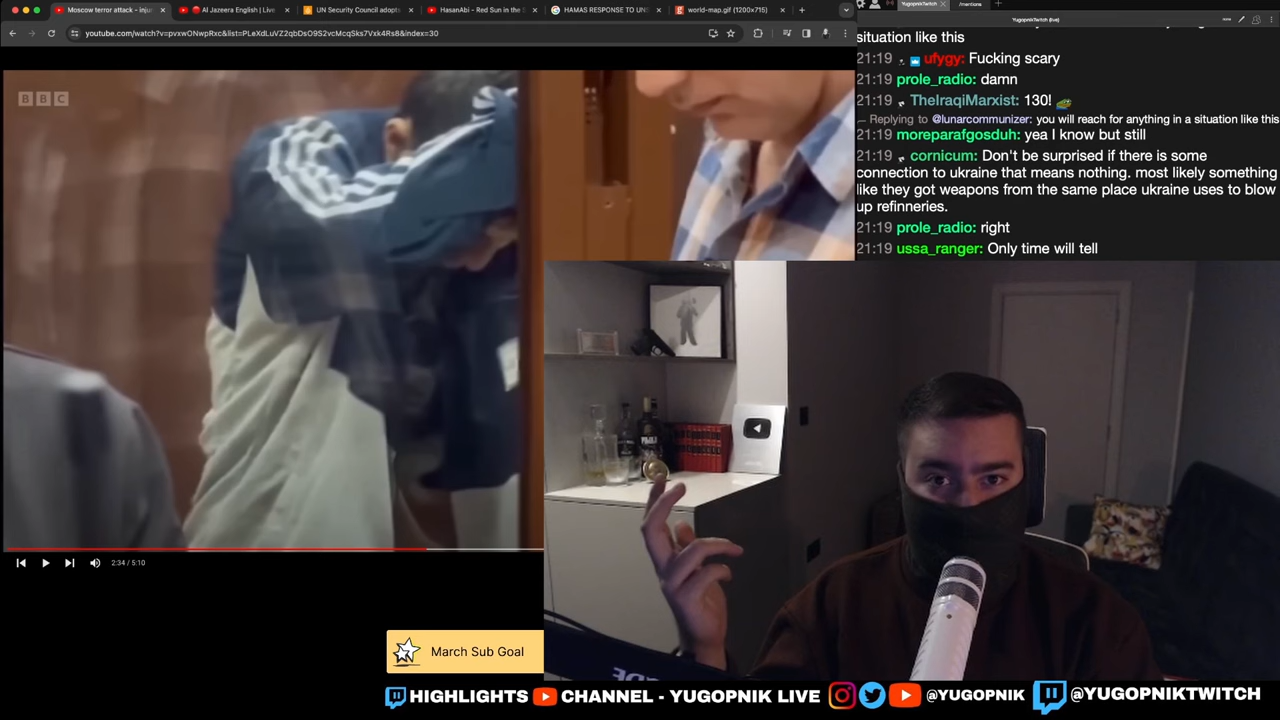 Moscow terror attack - inju
Al Jazeera English | Live
UN Security Council adopts
HasanAbi - Red Sun in the S
HAMAS RESPONSE TO UNS
world-map.gif (1200×715)
YugopnikTwitch
/mentions
youtube.com/watch?v=pvxwONwpRxc&list=PLeXdLuVZ2qbDsO9S2vcMcqSks7Vxk4Rs8&index=30
YugopnikTwitch (live)
situation like this
21:19 ufygy: Fucking scary
21:19 prole_radio: damn
21:19 TheIraqiMarxist: 130!
Replying to @lunarcommunizer: you will reach for anything in a situation like this
21:19 moreparafgosduh: yea I know but still
21:19 cornicum: Don't be surprised if there is some
connection to ukraine that means nothing. most likely something
like they got weapons from the same place ukraine uses to blow
up refinneries.
21:19 prole_radio: right
21:19 ussa_ranger: Only time will tell
BBC
2:34 / 5:10
March Sub Goal
HIGHLIGHTS CHANNEL - YUGOPNIK LIVE @YUGOPNIK @YUGOPNIKTWITCH